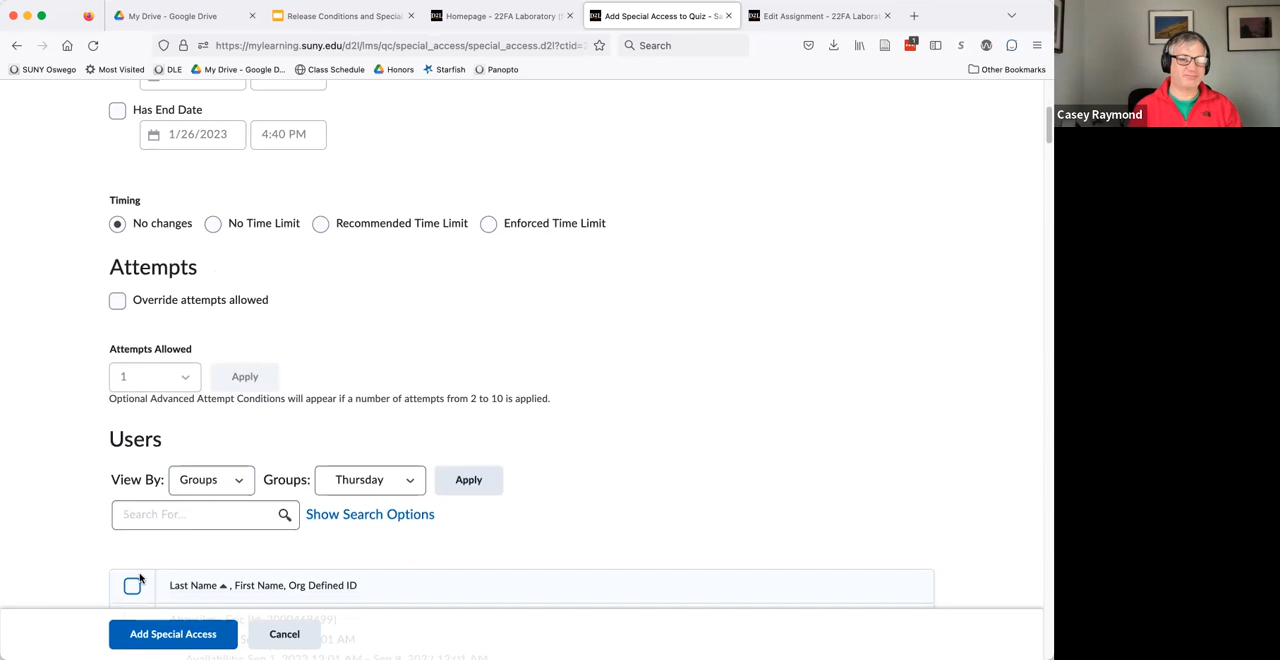 My Drive - Google Drive
Release Conditions and Special
Homepage - 22FA Laboratory (
Add Special Access to Quiz - Sa
Edit Assignment - 22FA Laborat
https://mylearning.suny.edu/d2l/lms/qc/special_access/special_access.d2l?ctid=
Search
SUNY Oswego
Most Visited
DLE
My Drive - Google D...
Class Schedule
Honors
Starfish
Panopto
Other Bookmarks
Casey Raymond
Has End Date
1/26/2023 4:40 PM
Timing
No changes No Time Limit Recommended Time Limit Enforced Time Limit
Attempts
Override attempts allowed
Attempts Allowed
1 Apply
Optional Advanced Attempt Conditions will appear if a number of attempts from 2 to 10 is applied.
Users
View By: Groups Groups: Thursday Apply
Search For... Show Search Options
Last Name , First Name, Org Defined ID
Add Special Access Cancel